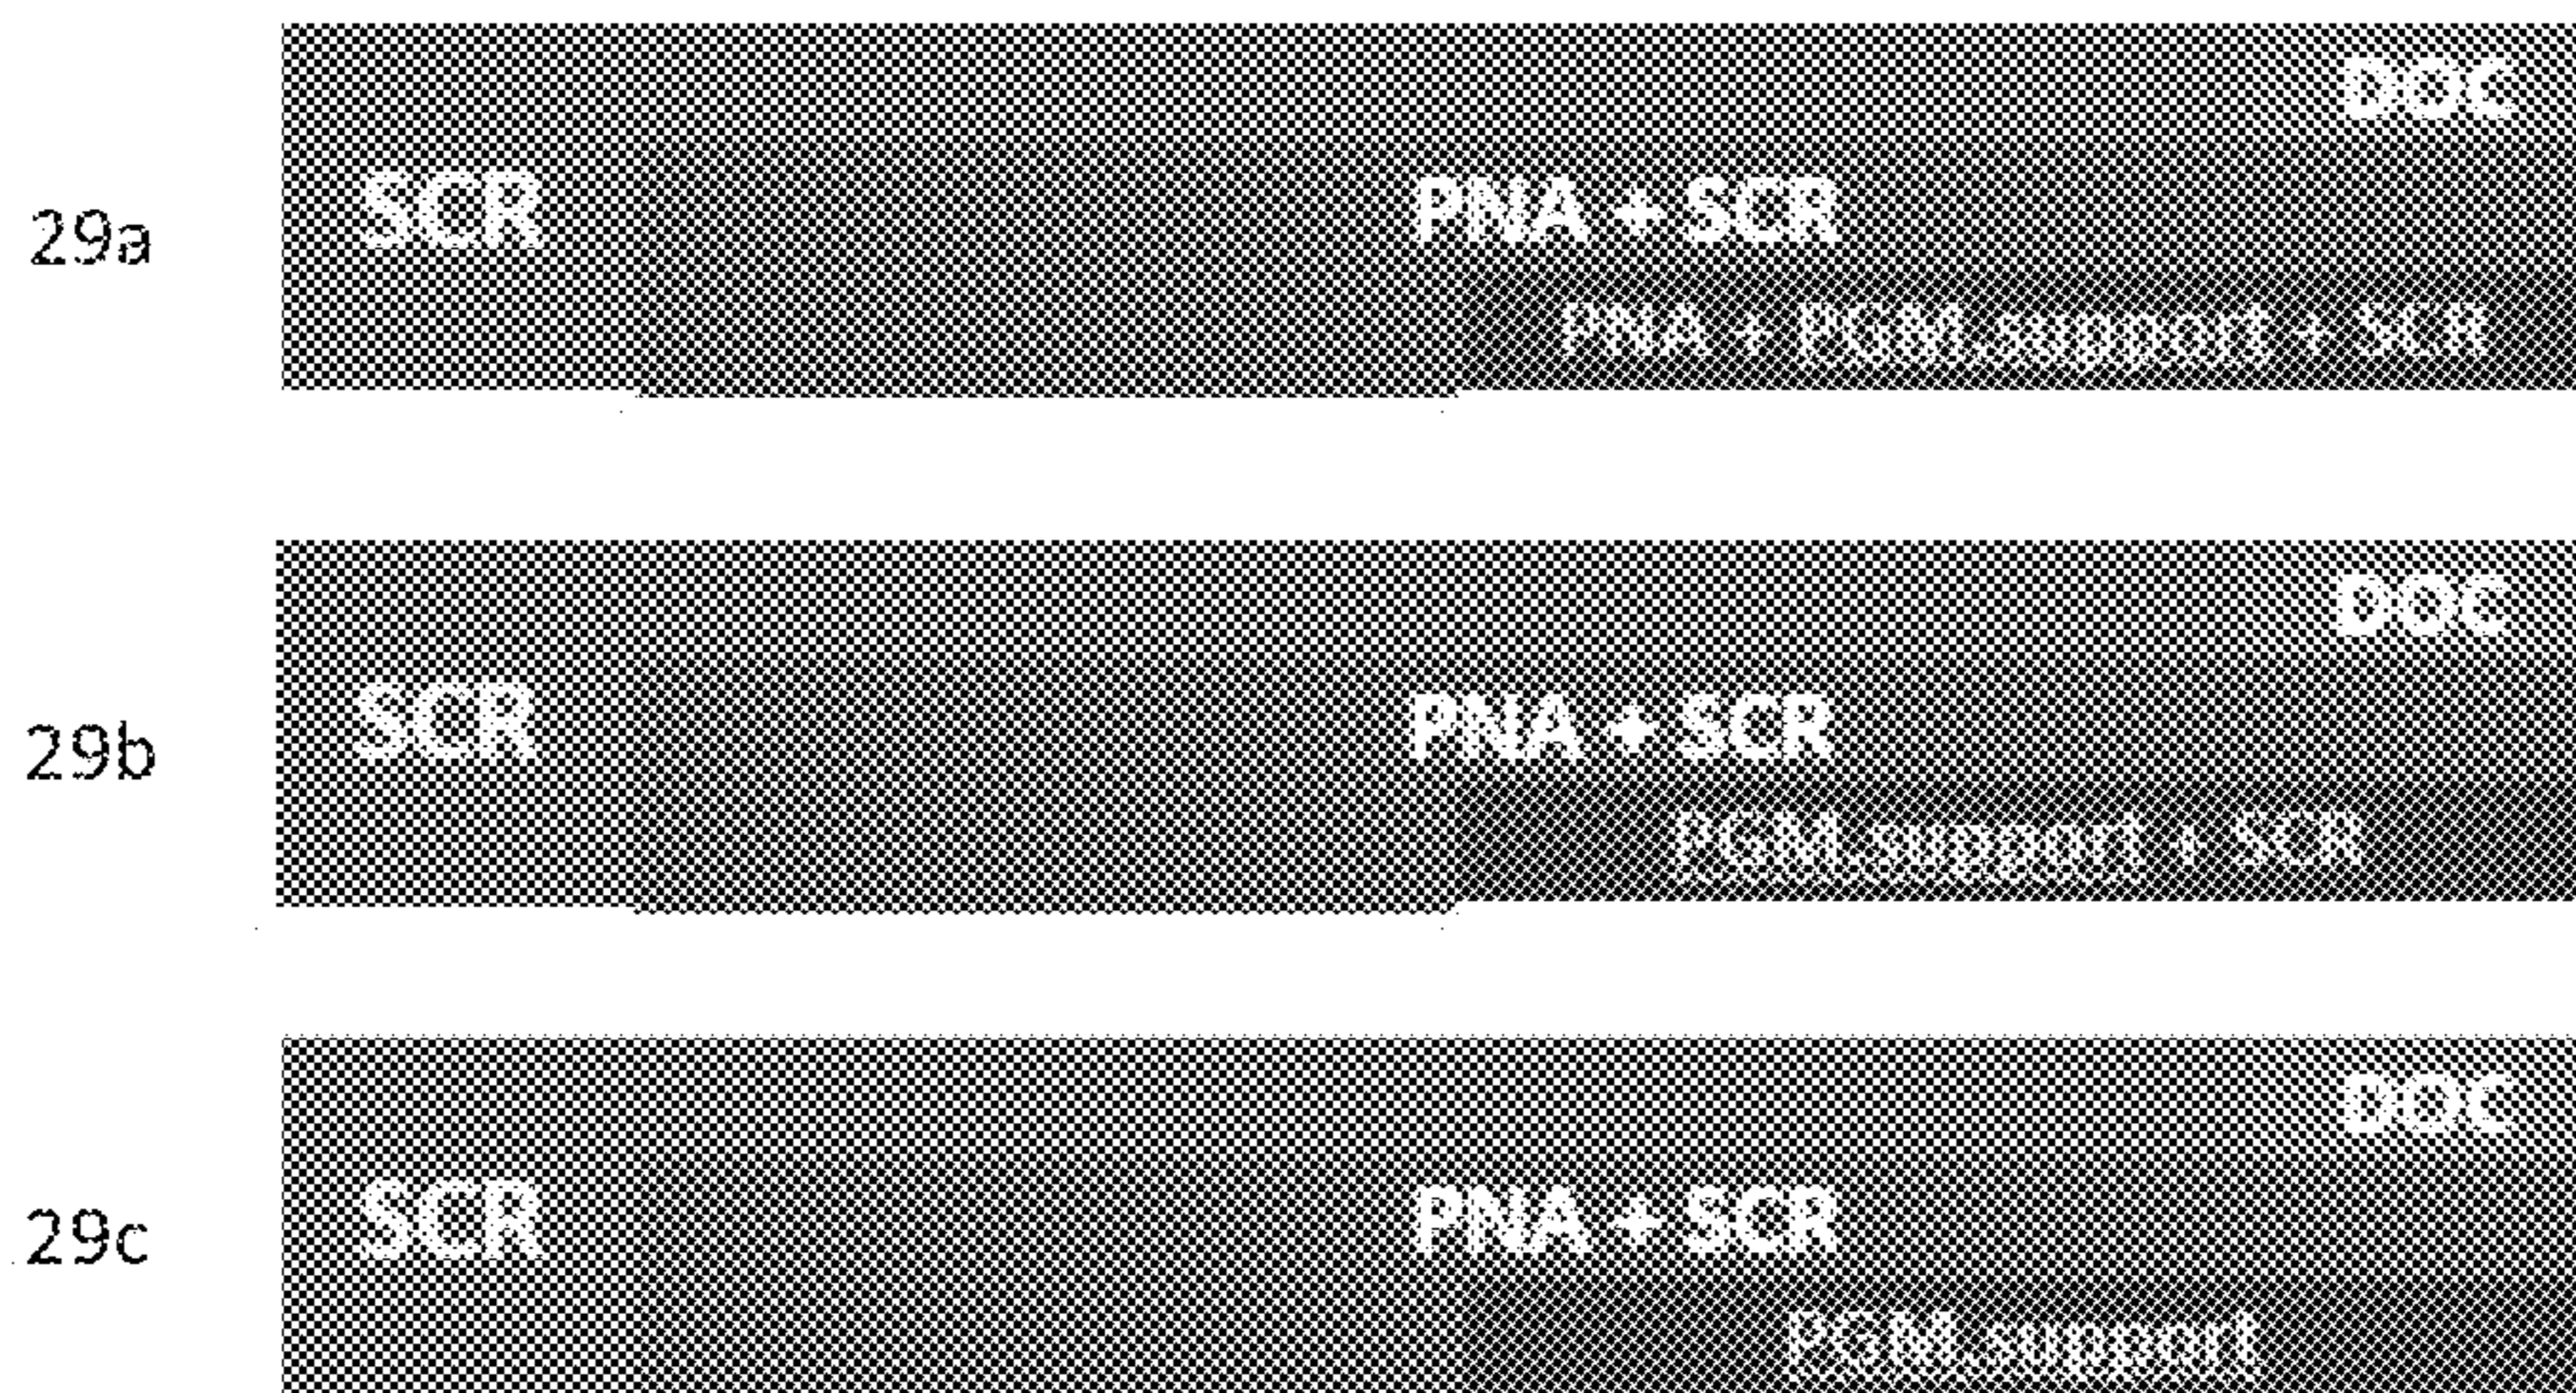 DOC
29a SCR PNA + SCR
PNA + PGM.support + SCR
DOC
29b SCR PNA + SCR
PGM.support + SCR
DOC
29c SCR PNA + SCR
PGM.support